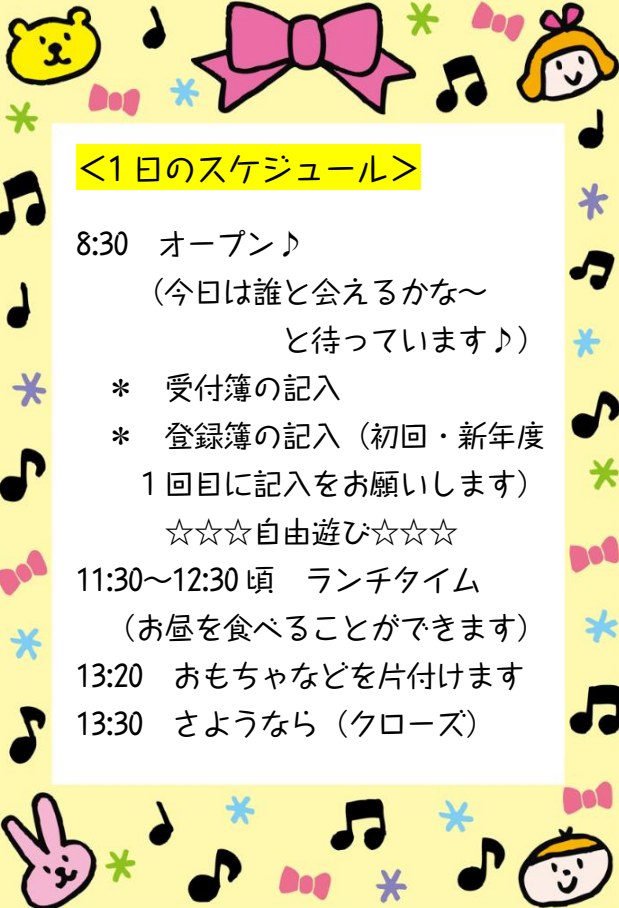 ＜1日のスケジュール＞
8:30　オープン♪
（今日は誰と会えるかな～
と待っています♪）
＊　受付簿の記入
＊　登録簿の記入（初回・新年度
1回目に記入をお願いします）
☆☆☆自由遊び☆☆☆
11:30～12:30頃　ランチタイム
（お昼を食べることができます）
13:20　おもちゃなどを片付けます
13:30　さようなら（クローズ）